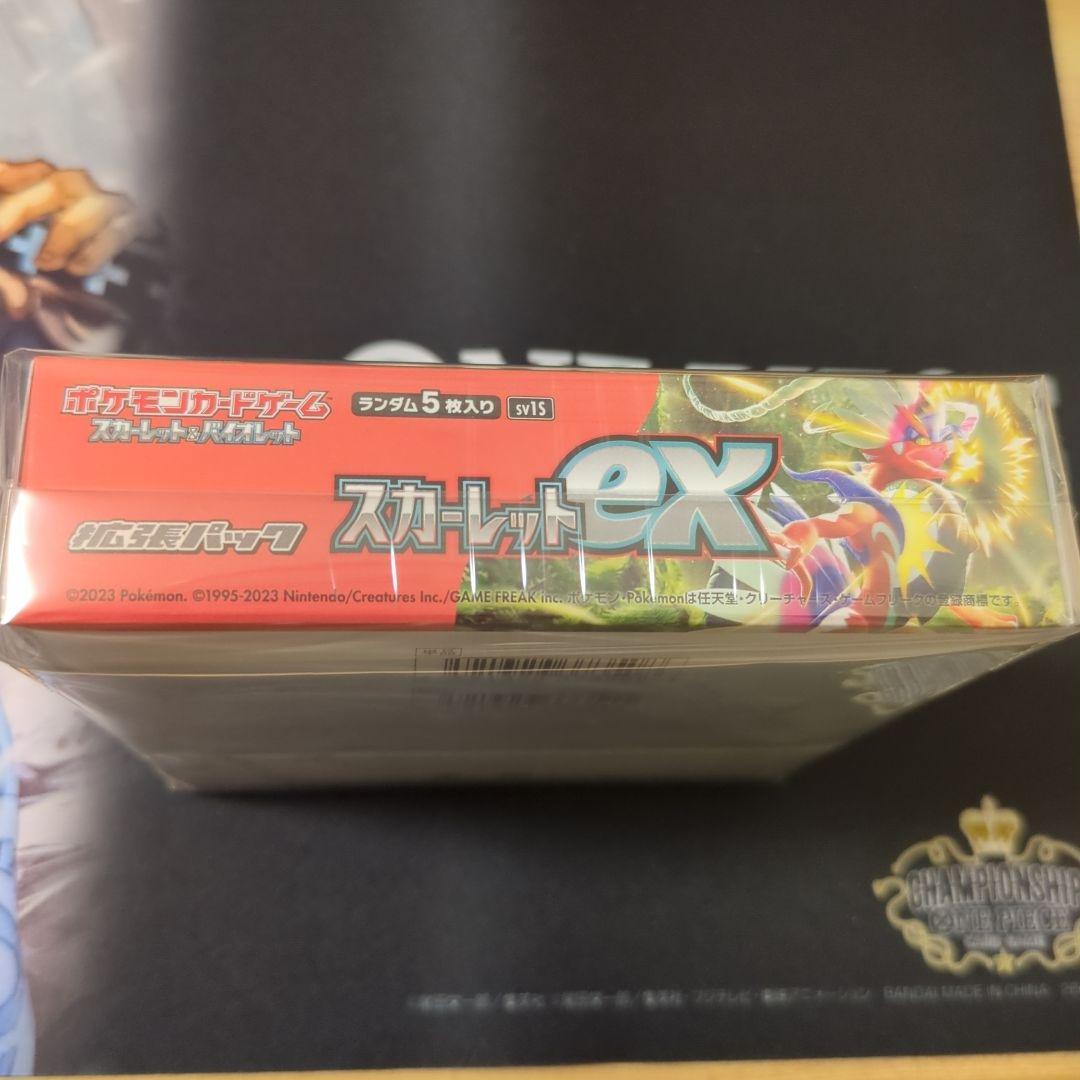 ポケモンカードゲーム
スカーレット&バイオレット
ランダム5枚入り sv1S
スカーレットex
拡張パック
©2023 Pokémon. ©1995-2023 Nintendo/Creatures Inc./GAME FREAK inc. ポケモン・Pokémonは任天堂・クリーチャーズ・ゲームフリークの登録商標です。
CHAMPIONSHIP
ONE PIECE
CARD GAME
BANDAI MADE IN CHINA